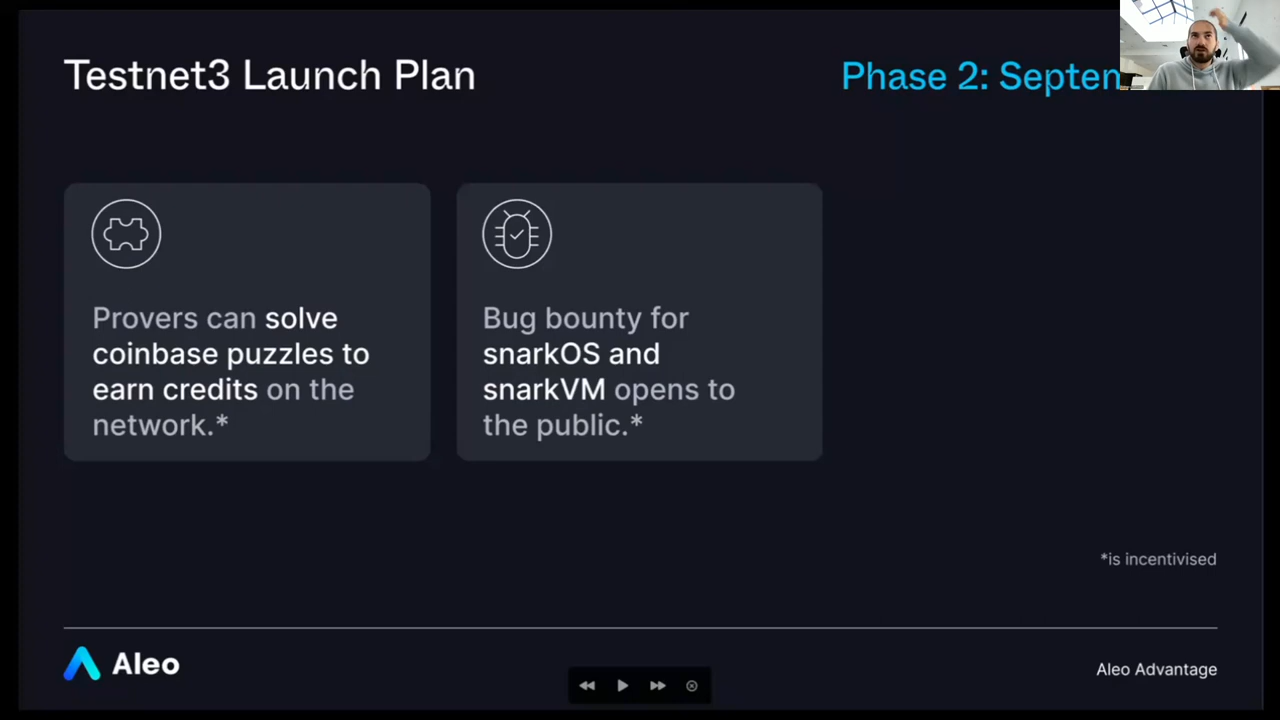 Testnet3 Launch Plan
Phase 2:
Provers can solve
coinbase puzzles to
earn credits on the
network.*
Bug bounty for
snarkOS and
snarkVM opens to
the public.*
*is incentivised
Aleo
Aleo Advantage